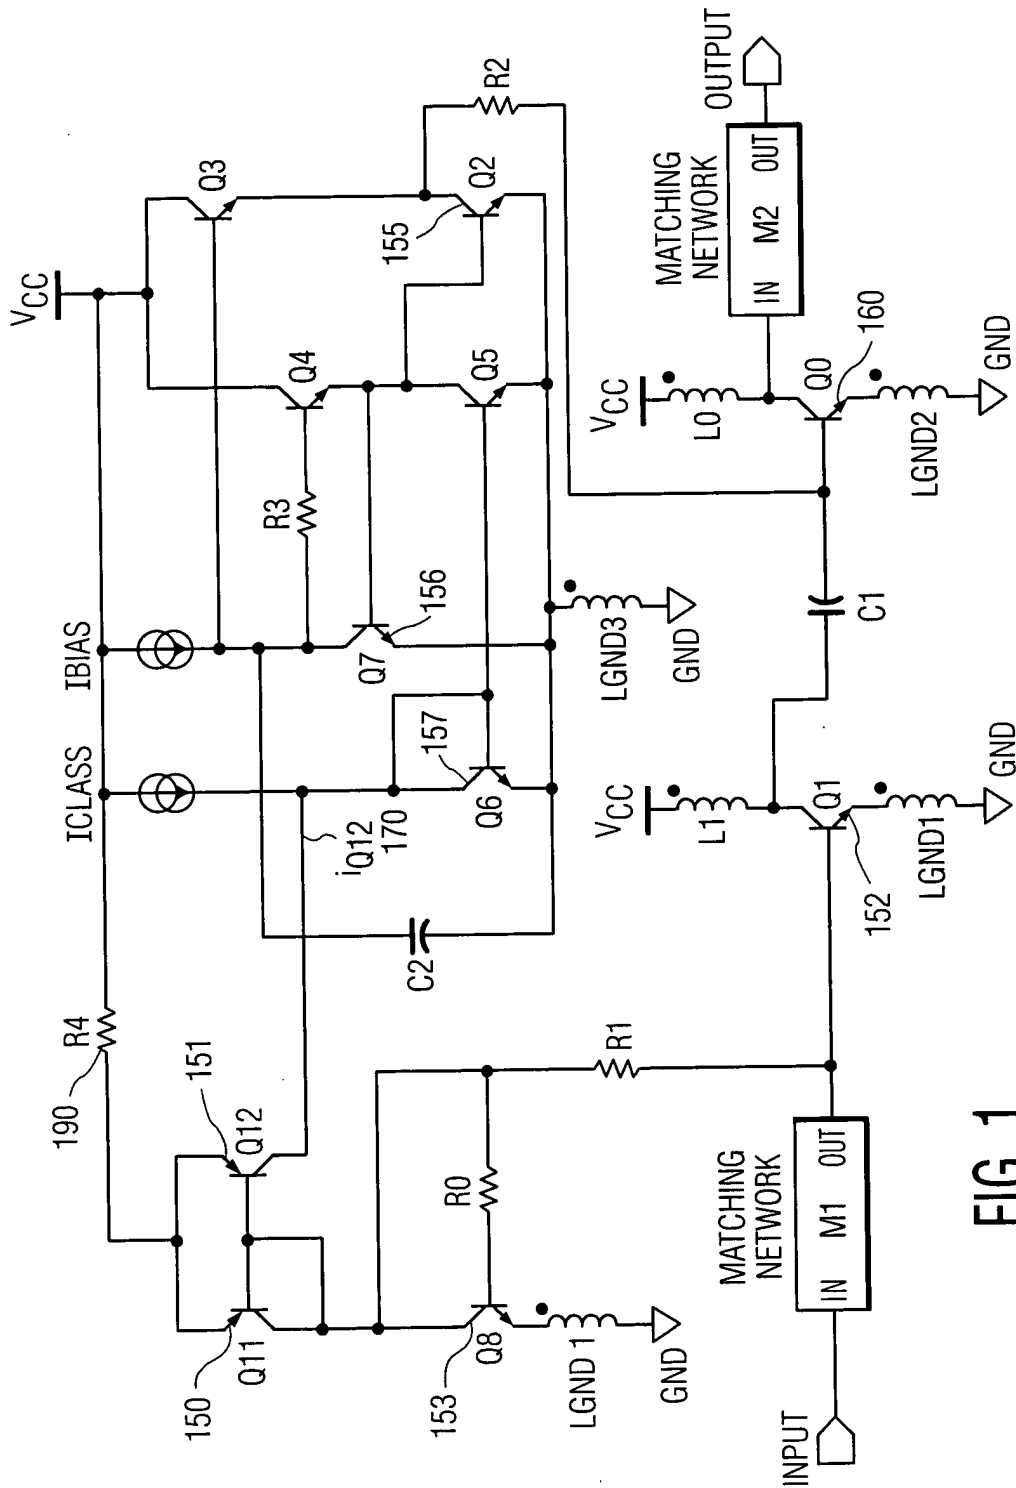 VCC
R4
190
ICLASS
IBIAS
Q3
151
Q12
150
Q11
iQ12
170
R3
Q4
155
Q2
R2
157
Q6
156
Q7
Q5
C2
R0
153
Q8
LGND 1
GND
R1
LGND3
GND
VCC
L1
Q1
152
LGND1
GND
C1
VCC
L0
Q0
160
LGND2
GND
MATCHING
NETWORK
IN M1 OUT
INPUT
MATCHING
NETWORK
IN M2 OUT
OUTPUT
FIG. 1